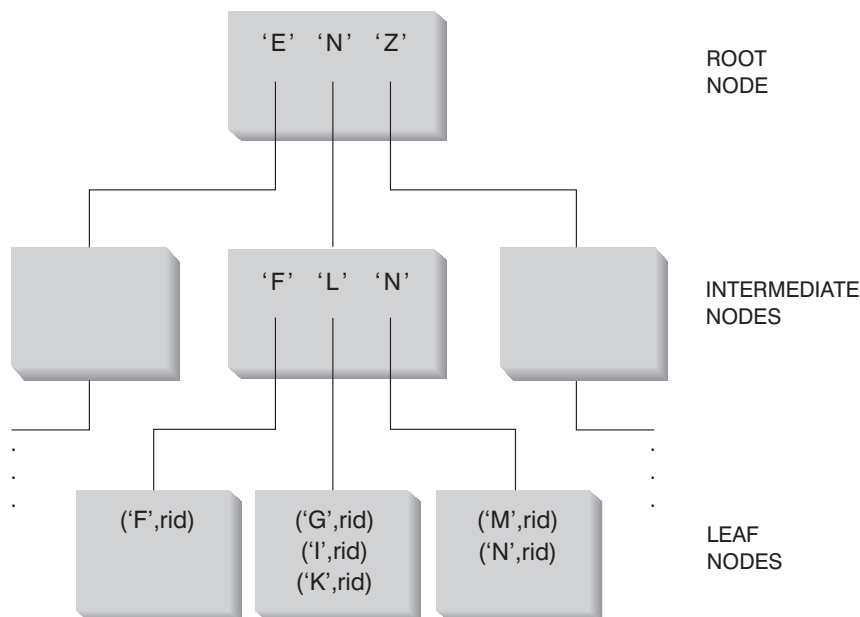 ‘E’ ‘N’ ‘Z’
ROOT
NODE
‘F’ ‘L’ ‘N’
INTERMEDIATE
NODES
.
.
.
.
.
.
(‘F’,rid)
(‘G’,rid)
(‘I’,rid)
(‘K’,rid)
(‘M’,rid)
(‘N’,rid)
LEAF
NODES